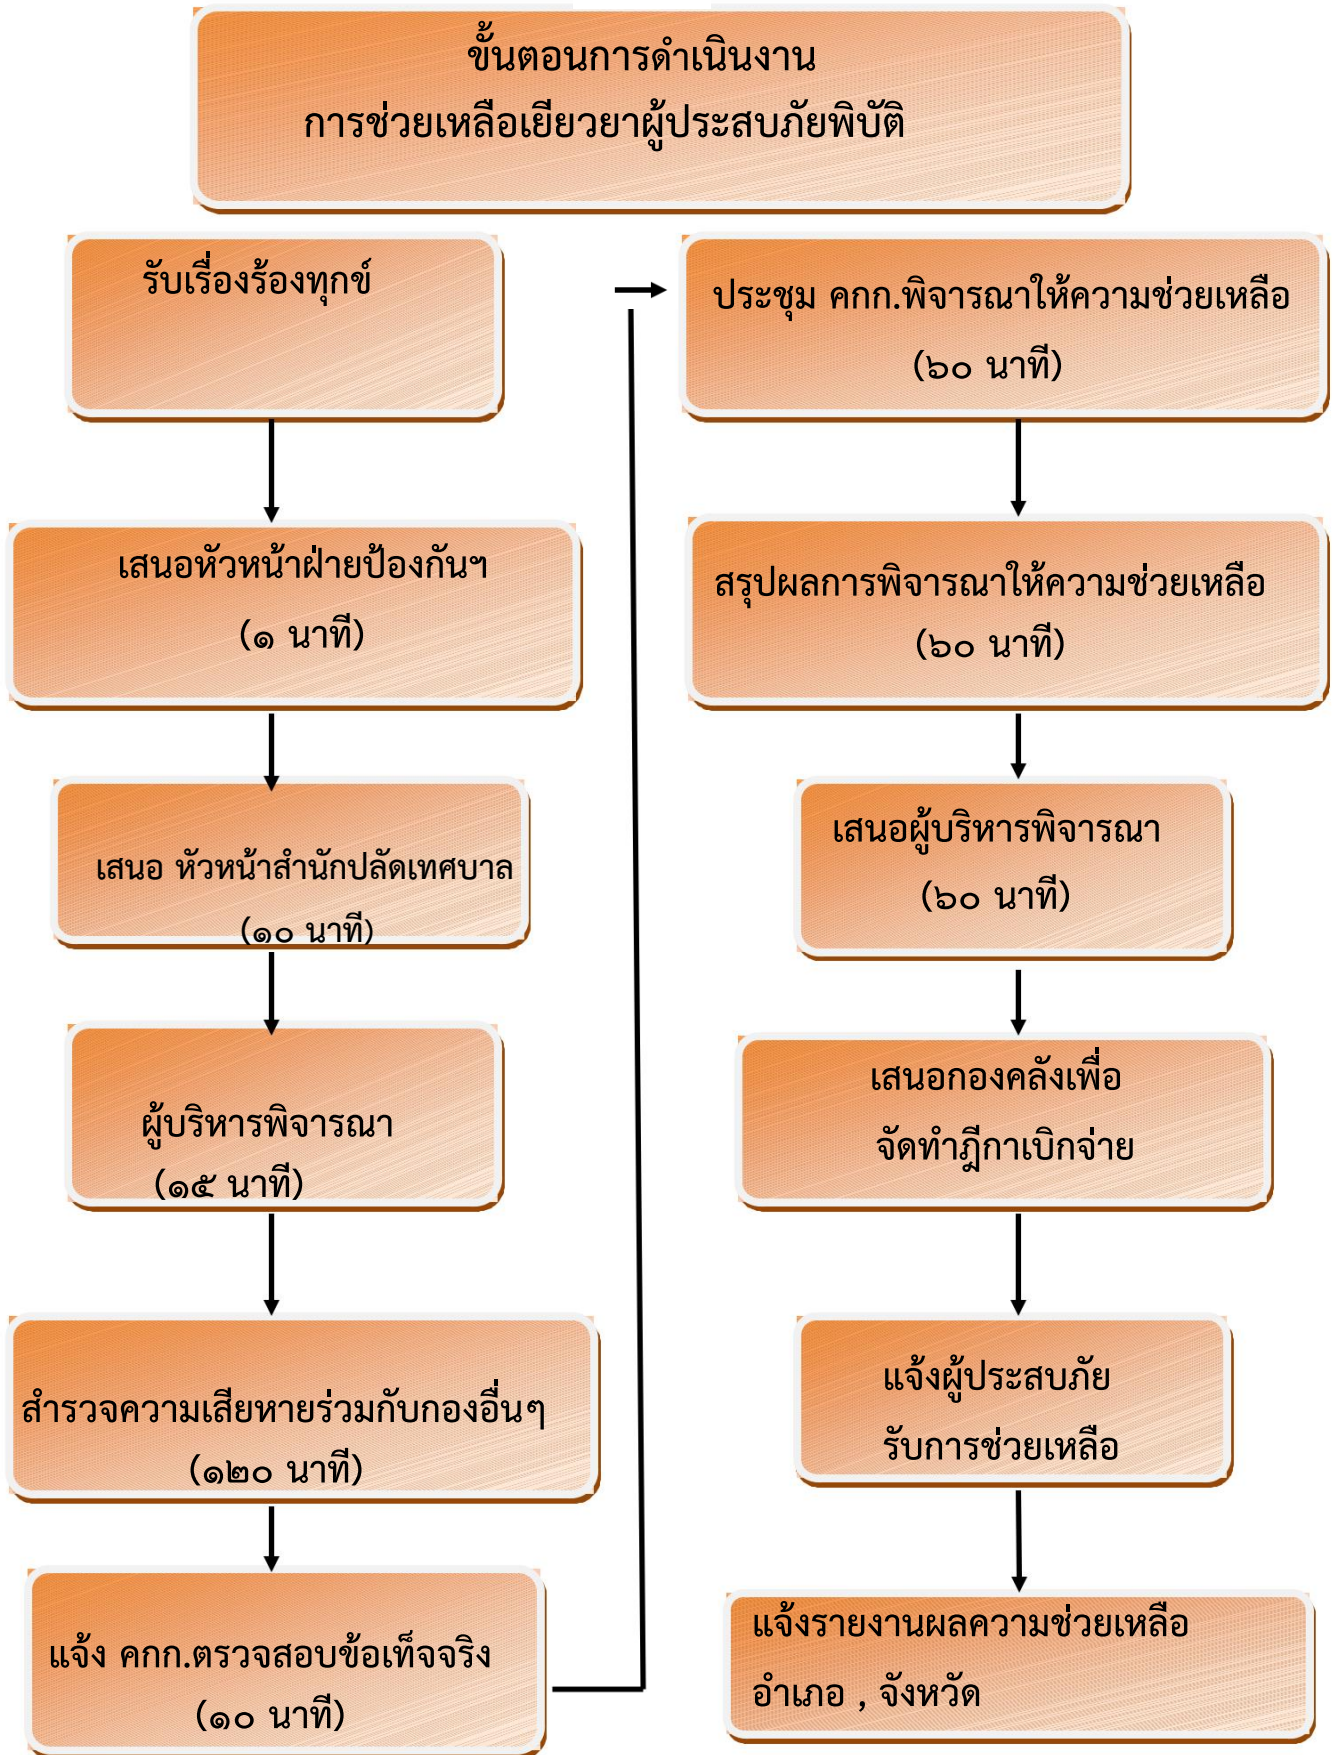 ขั้นตอนการดำเนินงาน
การช่วยเหลือเยียวยาผู้ประสบภัยพิบัติ
รับเรื่องร้องทุกข์
เสนอหัวหน้าฝ่ายป้องกันฯ
(๑ นาที)
เสนอ หัวหน้าสำนักปลัดเทศบาล
(๑๐ นาที)
ผู้บริหารพิจารณา
(๑๕ นาที)
สำรวจความเสียหายร่วมกับกองอื่นๆ
(๑๒๐ นาที)
แจ้ง คกก.ตรวจสอบข้อเท็จจริง
(๑๐ นาที)
ประชุม คกก.พิจารณาให้ความช่วยเหลือ
(๖๐ นาที)
สรุปผลการพิจารณาให้ความช่วยเหลือ
(๖๐ นาที)
เสนอผู้บริหารพิจารณา
(๖๐ นาที)
เสนอกองคลังเพื่อ
จัดทำฎีกาเบิกจ่าย
แจ้งผู้ประสบภัย
รับการช่วยเหลือ
แจ้งรายงานผลความช่วยเหลือ
อำเภอ , จังหวัด